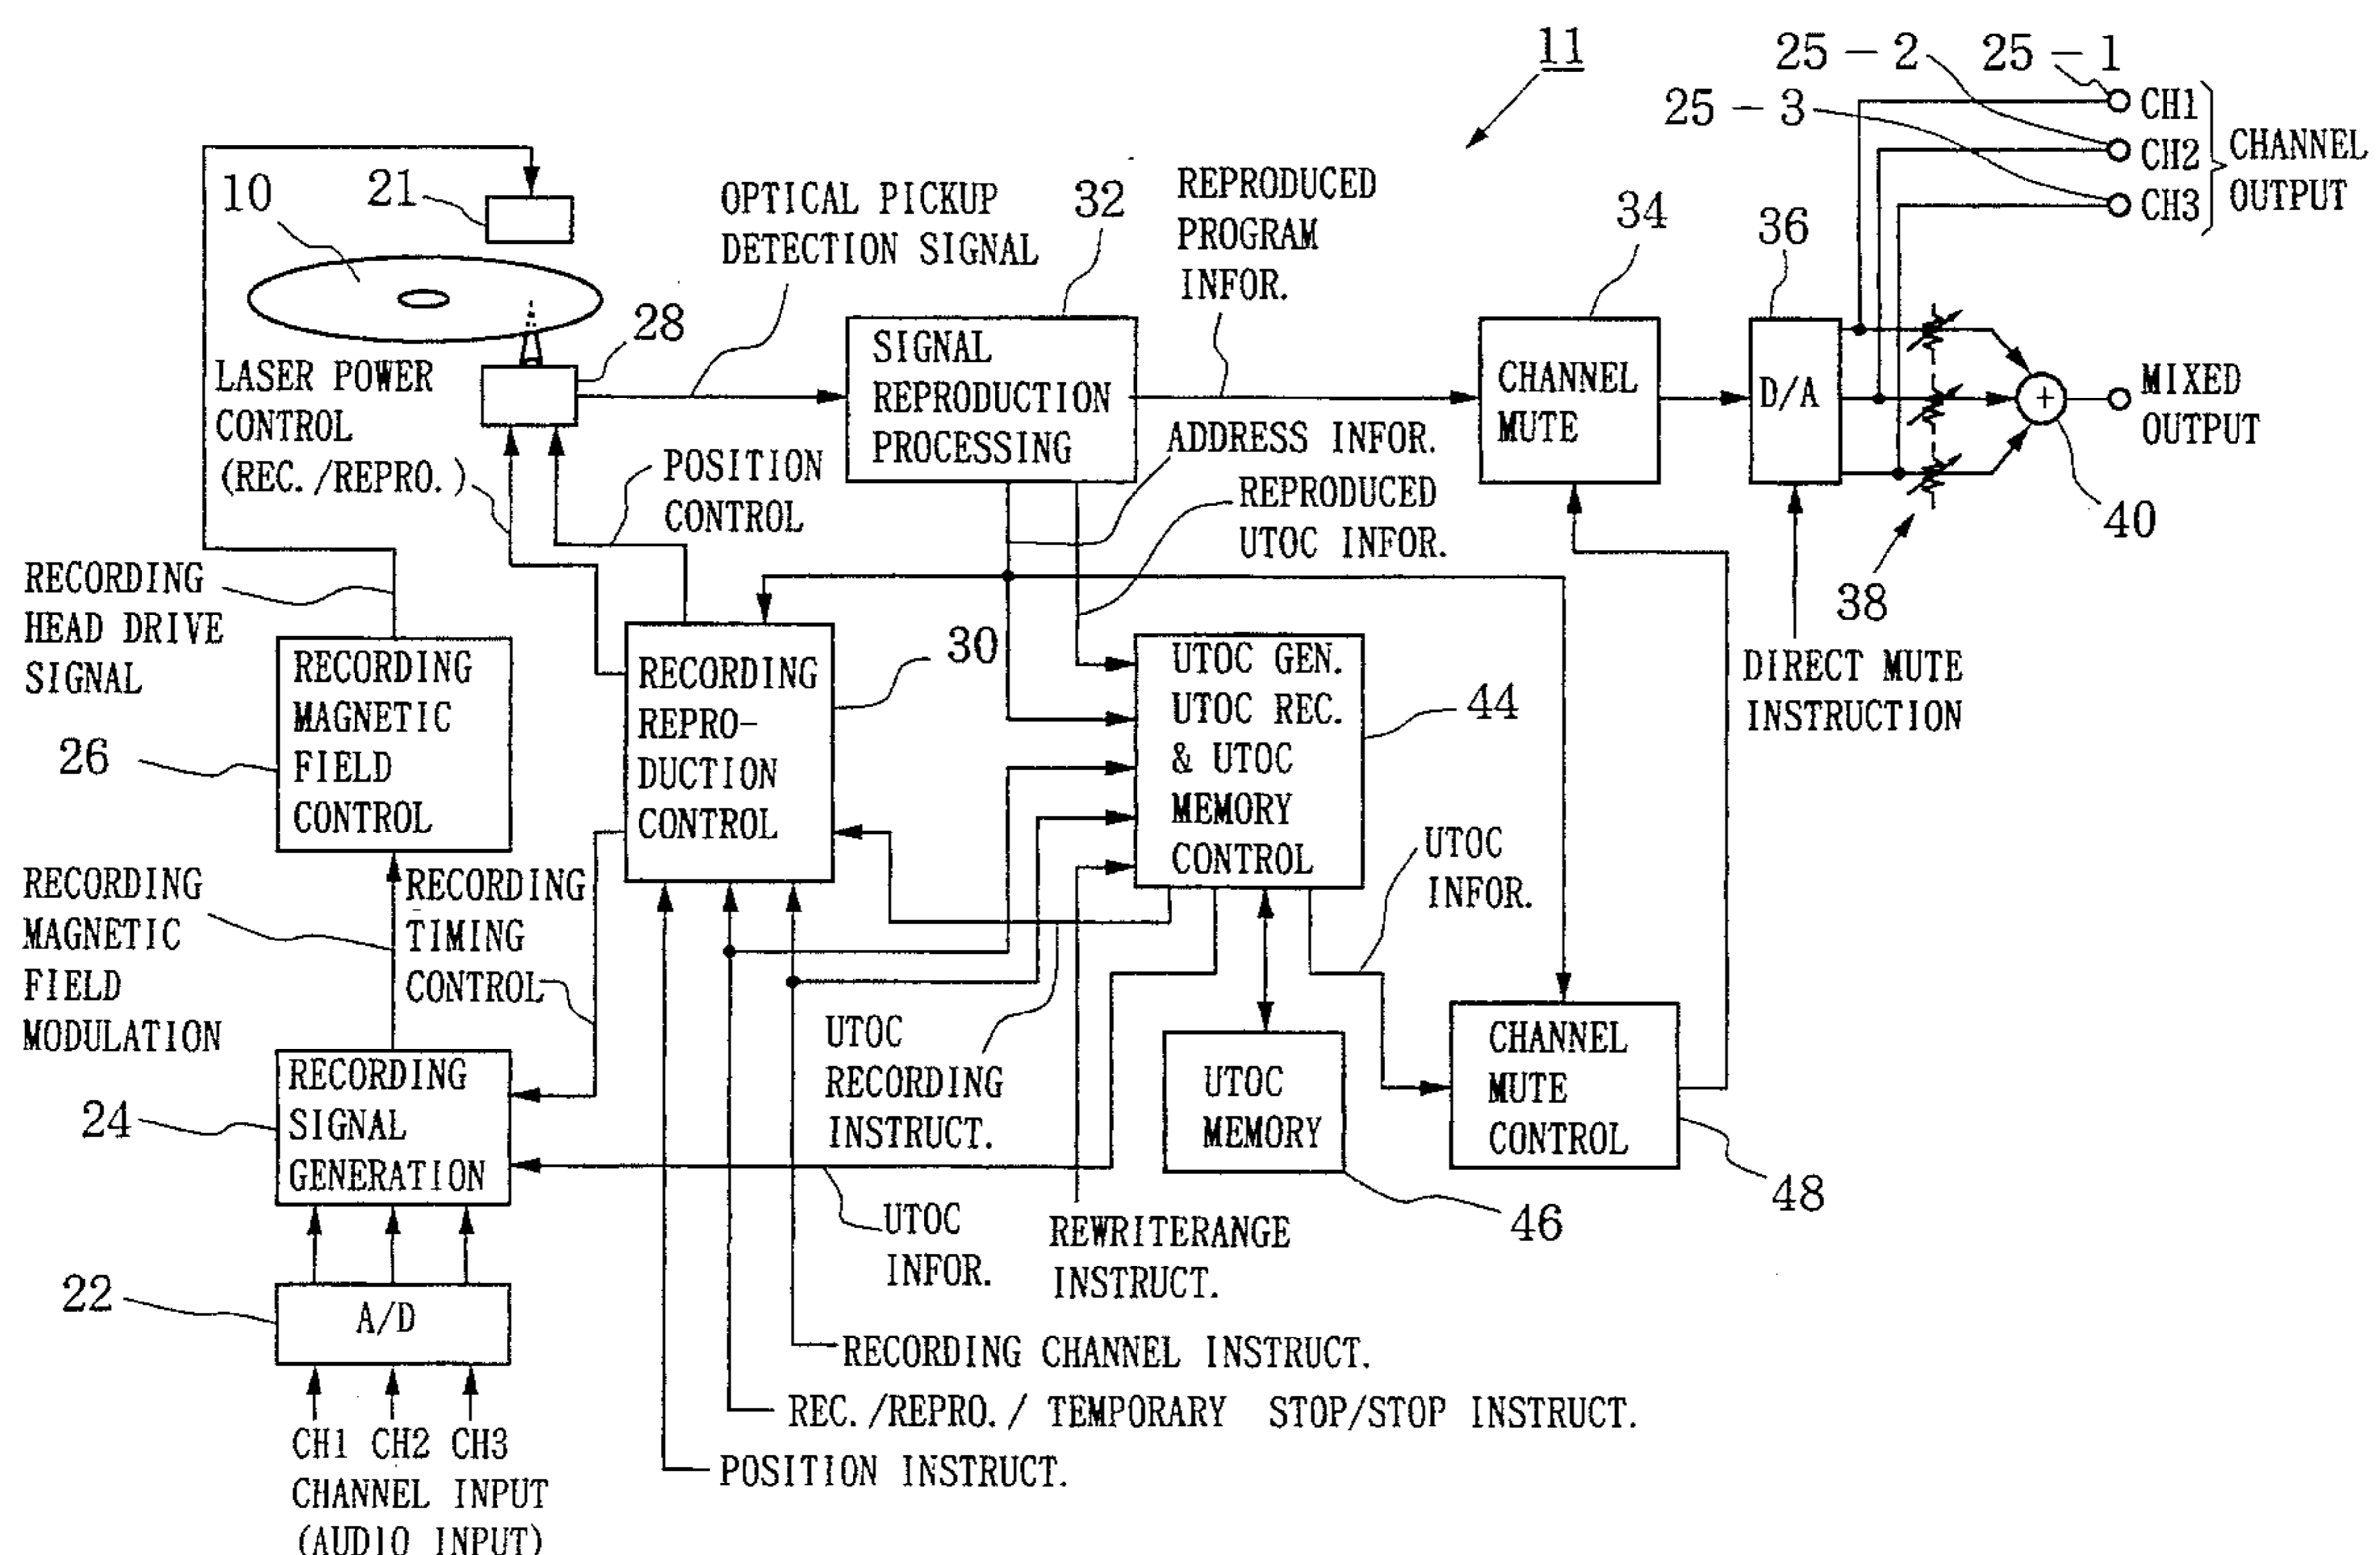 11
25-2
25-1
25-3
CH1
CH2
CH3
CHANNEL
OUTPUT
10
21
OPTICAL PICKUP
DETECTION SIGNAL
32
REPRODUCED
PROGRAM
INFOR.
34
36
28
LASER POWER
CONTROL
(REC./REPRO.)
SIGNAL
REPRODUCTION
PROCESSING
CHANNEL
MUTE
D/A
+
MIXED
OUTPUT
40
38
POSITION
CONTROL
ADDRESS INFOR.
REPRODUCED
UTOC INFOR.
DIRECT MUTE
INSTRUCTION
RECORDING
HEAD DRIVE
SIGNAL
RECORDING
MAGNETIC
FIELD
CONTROL
26
RECORDING
REPRO-
DUCTION
CONTROL
30
UTOC GEN.
UTOC REC.
& UTOC
MEMORY
CONTROL
44
UTOC
INFOR.
RECORDING
MAGNETIC
FIELD
MODULATION
RECORDING
TIMING
CONTROL
UTOC
RECORDING
INSTRUCT.
UTOC
MEMORY
46
CHANNEL
MUTE
CONTROL
48
24
RECORDING
SIGNAL
GENERATION
UTOC
INFOR.
REWRITERANGE
INSTRUCT.
22
A/D
RECORDING CHANNEL INSTRUCT.
REC./REPRO./ TEMPORARY STOP/STOP INSTRUCT.
POSITION INSTRUCT.
CH1 CH2 CH3
CHANNEL INPUT
(AUDIO INPUT)